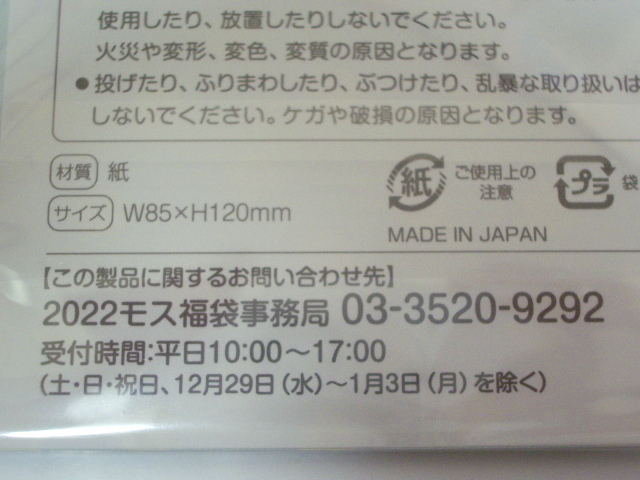 使用したり、放置したりしないでください。
火災や変形、変色、変質の原因となります。
●投げたり、ふりまわしたり、ぶつけたり、乱暴な取り扱いは
しないでください。ケガや破損の原因となります。
材質 紙
紙 ご使用上の
注意
プラ 袋
サイズ W85×H120mm
MADE IN JAPAN
【この製品に関するお問い合わせ先】
2022モス福袋事務局 03-3520-9292
受付時間:平日10:00～17:00
(土・日・祝日、12月29日(水)～1月3日(月)を除く)